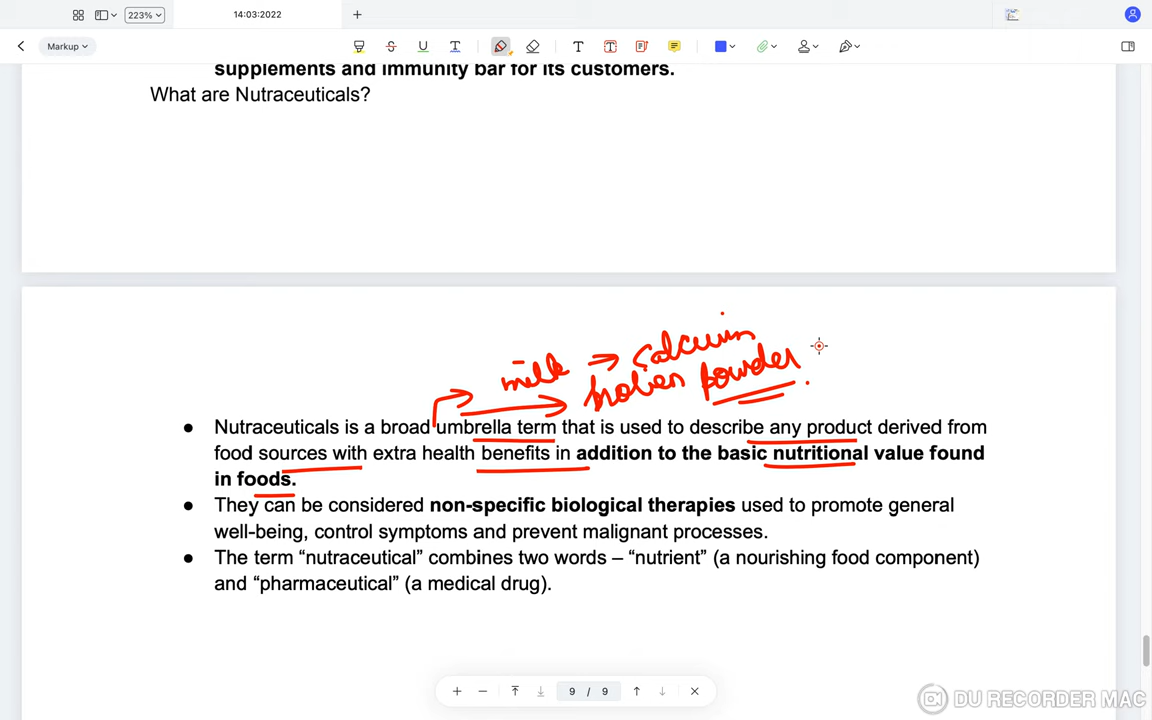 223%
14:03:2022
Markup
supplements and immunity bar for its customers.
What are Nutraceuticals?
milk → calcium
protien powder
● Nutraceuticals is a broad umbrella term that is used to describe any product derived from
food sources with extra health benefits in addition to the basic nutritional value found
in foods.
● They can be considered non-specific biological therapies used to promote general
well-being, control symptoms and prevent malignant processes.
● The term “nutraceutical” combines two words – “nutrient” (a nourishing food component)
and “pharmaceutical” (a medical drug).
9 / 9
DU RECORDER MAC